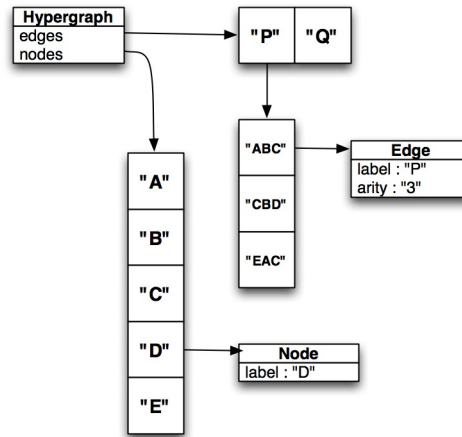 Hypergraph
edges
nodes
"P" "Q"
"ABC"
"CBD"
"EAC"
Edge
label : "P"
arity : "3"
"A"
"B"
"C"
"D"
"E"
Node
label : "D"